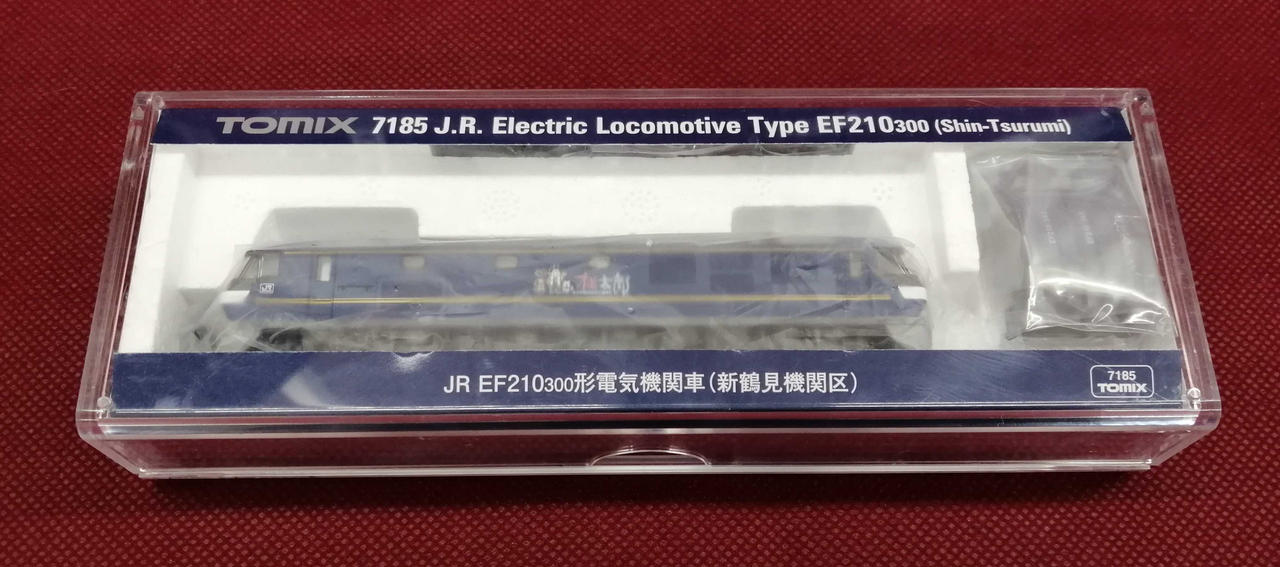 TOMIX 7185 J.R. Electric Locomotive Type EF210300 (Shin-Tsurumi)
JR EF210300形電気機関車(新鶴見機関区)
7185
TOMIX